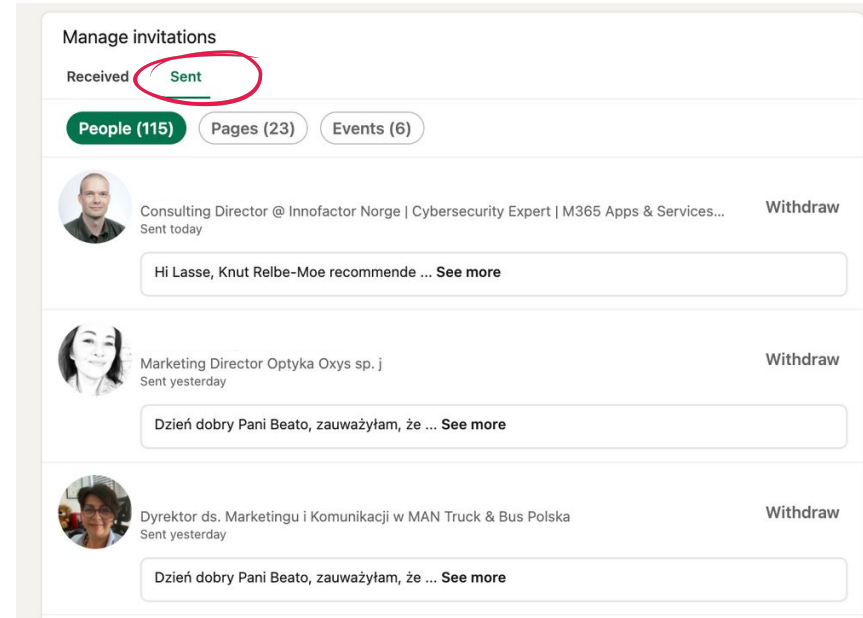 Manage invitations
Received Sent
People (115) Pages (23) Events (6)
Consulting Director @ Innofactor Norge | Cybersecurity Expert | M365 Apps & Services...
Withdraw
Sent today
Hi Lasse, Knut Relbe-Moe recommende ... See more
Marketing Director Optyka Oxys sp. j
Withdraw
Sent yesterday
Dzień dobry Pani Beato, zauważyłam, że ... See more
Dyrektor ds. Marketingu i Komunikacji w MAN Truck & Bus Polska
Withdraw
Sent yesterday
Dzień dobry Pani Beato, zauważyłam, że ... See more